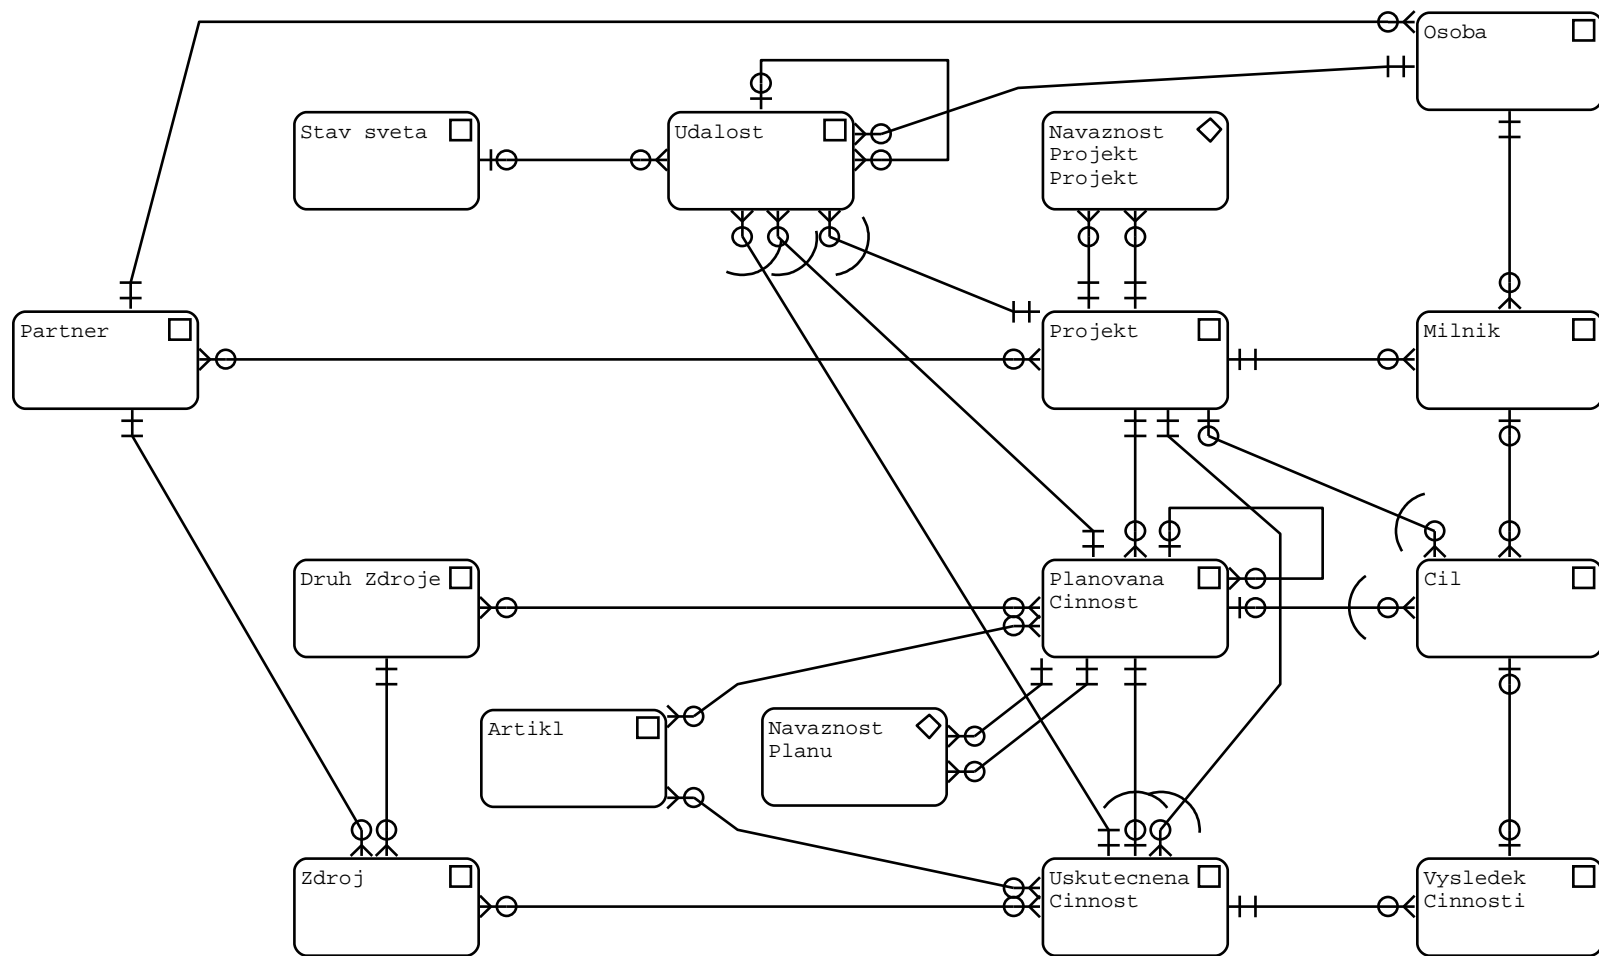 Osoba
Stav sveta
Udalost
Navaznost
Projekt
Projekt
Partner
Projekt
Milnik
Druh Zdroje
Planovana
Cinnost
Cil
Artikl
Navaznost
Planu
Zdroj
Uskutecnena
Cinnost
Vysledek
Cinnosti